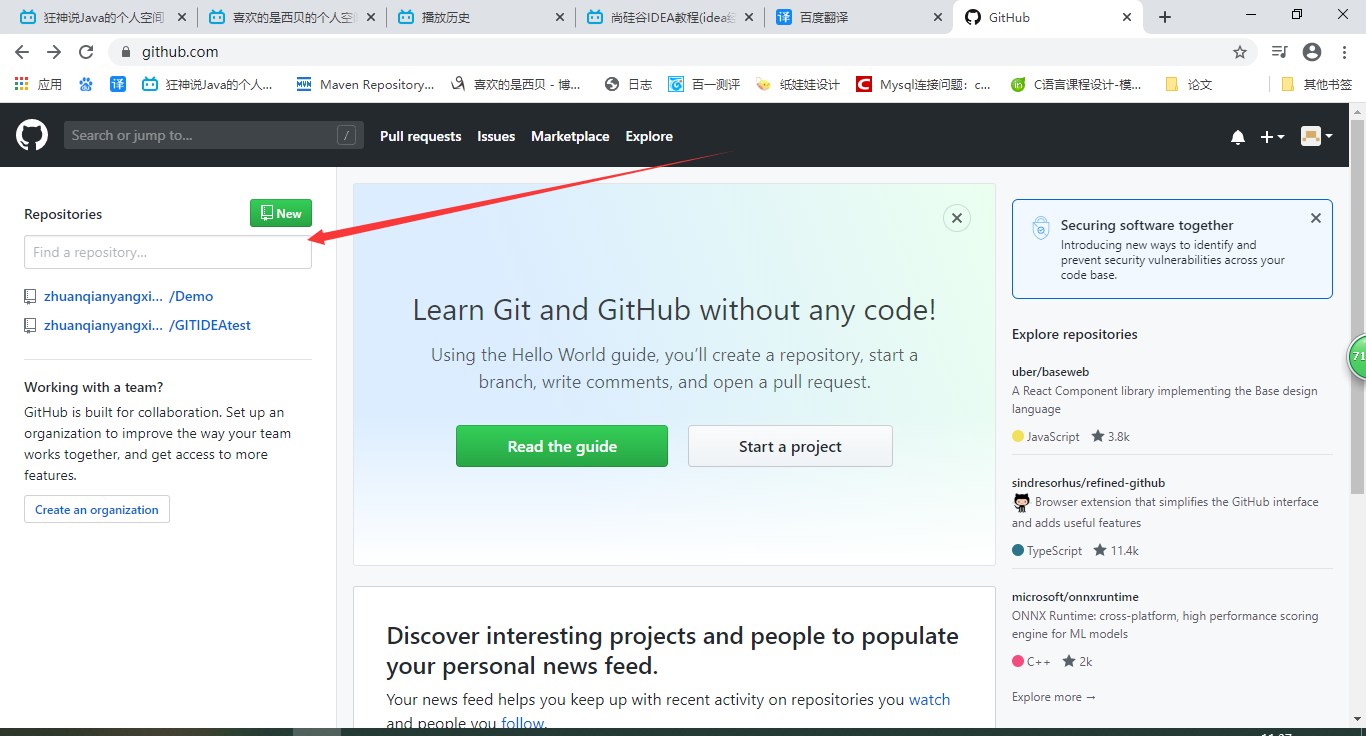 狂神说Java的个人空间
喜欢的是西贝的个人空
播放历史
尚硅谷IDEA教程(idea
百度翻译
GitHub
github.com
应用
译
狂神说Java的个人...
Maven Repository...
喜欢的是西贝 - 博...
日志
百一测评
纸娃娃设计
Mysql连接问题：c...
C语言课程设计-模...
论文
其他书签
Search or jump to...
/
Pull requests
Issues
Marketplace
Explore
Repositories
New
Find a repository...
zhuanqianyangxi... /Demo
zhuanqianyangxi... /GITIDEAtest
Working with a team?
GitHub is built for collaboration. Set up an
organization to improve the way your team
works together, and get access to more
features.
Create an organization
Learn Git and GitHub without any code!
Using the Hello World guide, you’ll create a repository, start a
branch, write comments, and open a pull request.
Read the guide
Start a project
Discover interesting projects and people to populate
your personal news feed.
Your news feed helps you keep up with recent activity on repositories you watch
and people you follow.
Securing software together
Introducing new ways to identify and
prevent security vulnerabilities across your
code base.
Explore repositories
uber/baseweb
A React Component library implementing the Base design
language
JavaScript 3.8k
sindresorhus/refined-github
Browser extension that simplifies the GitHub interface
and adds useful features
TypeScript 11.4k
microsoft/onnxruntime
ONNX Runtime: cross-platform, high performance scoring
engine for ML models
C++ 2k
Explore more →
71